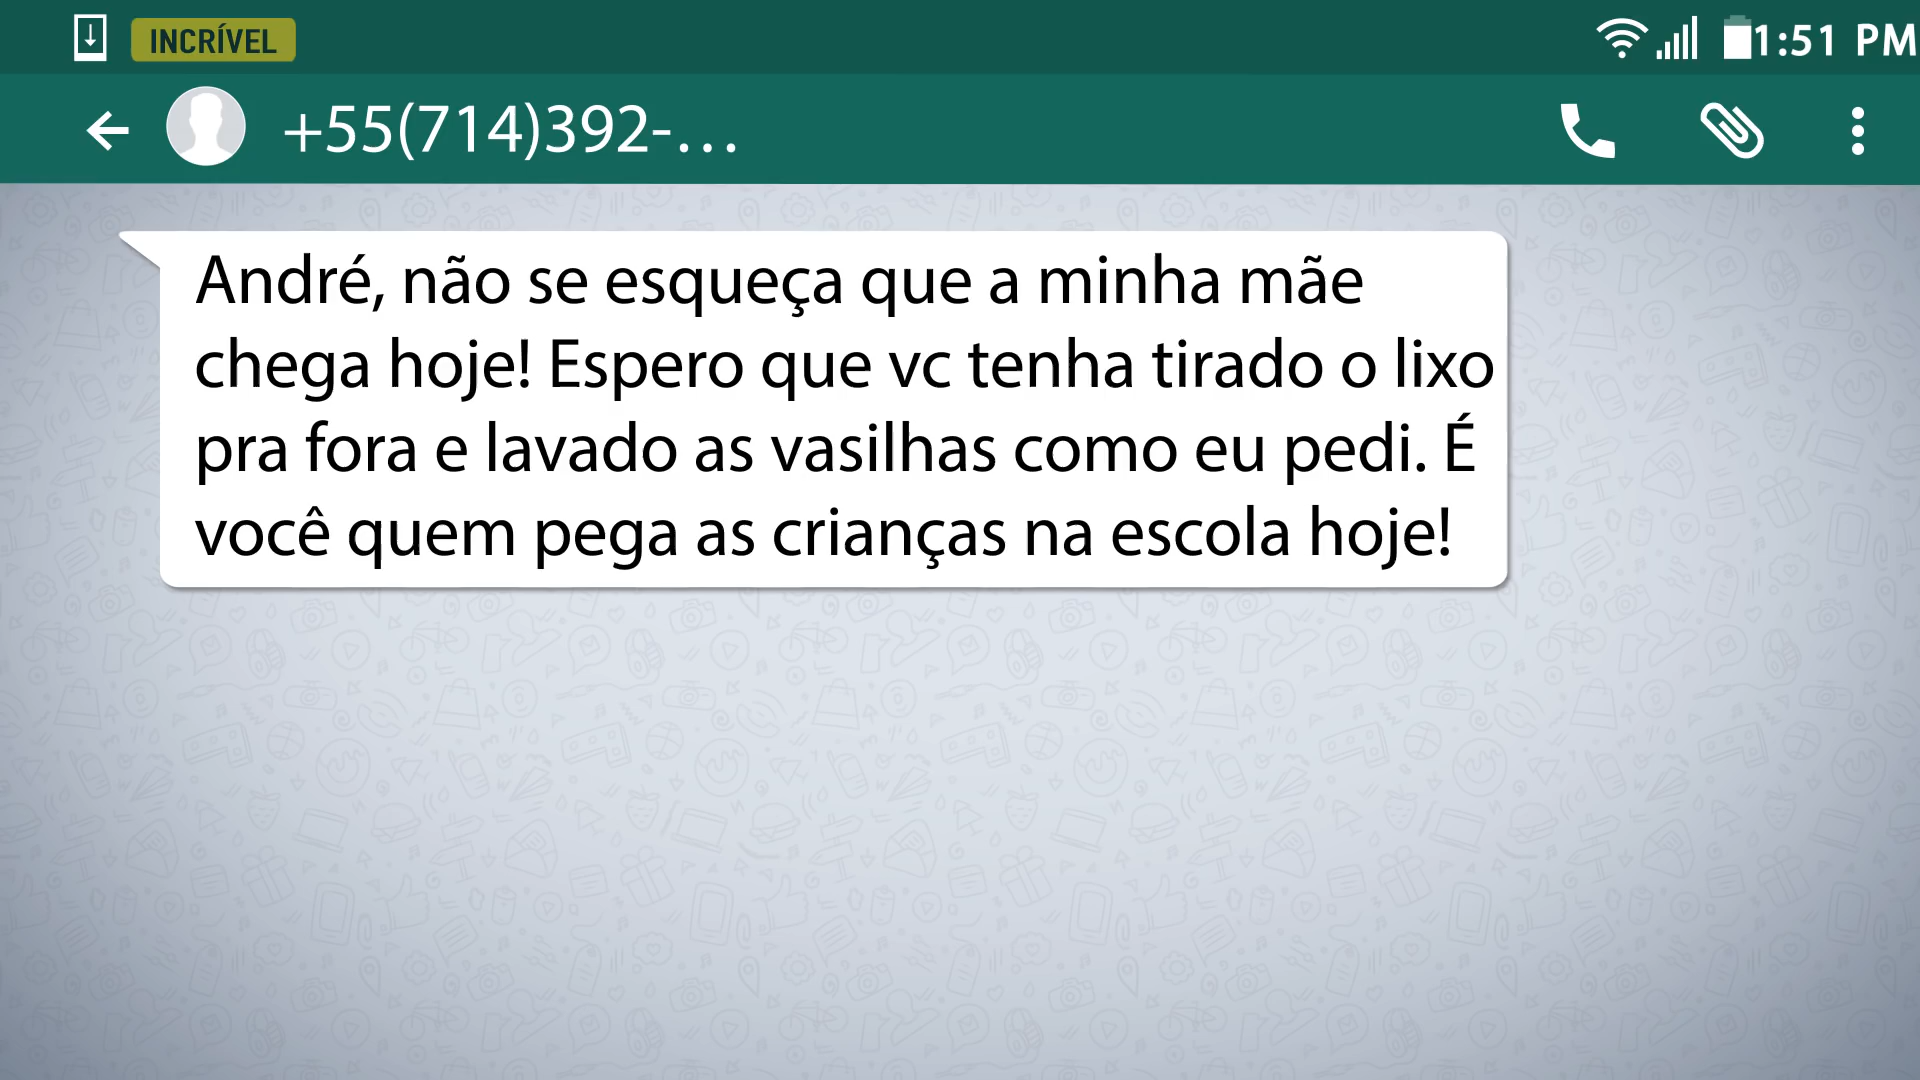 INCRÍVEL
1:51 PM
+55(714)392-...
André, não se esqueça que a minha mãe
chega hoje! Espero que vc tenha tirado o lixo
pra fora e lavado as vasilhas como eu pedi. É
você quem pega as crianças na escola hoje!